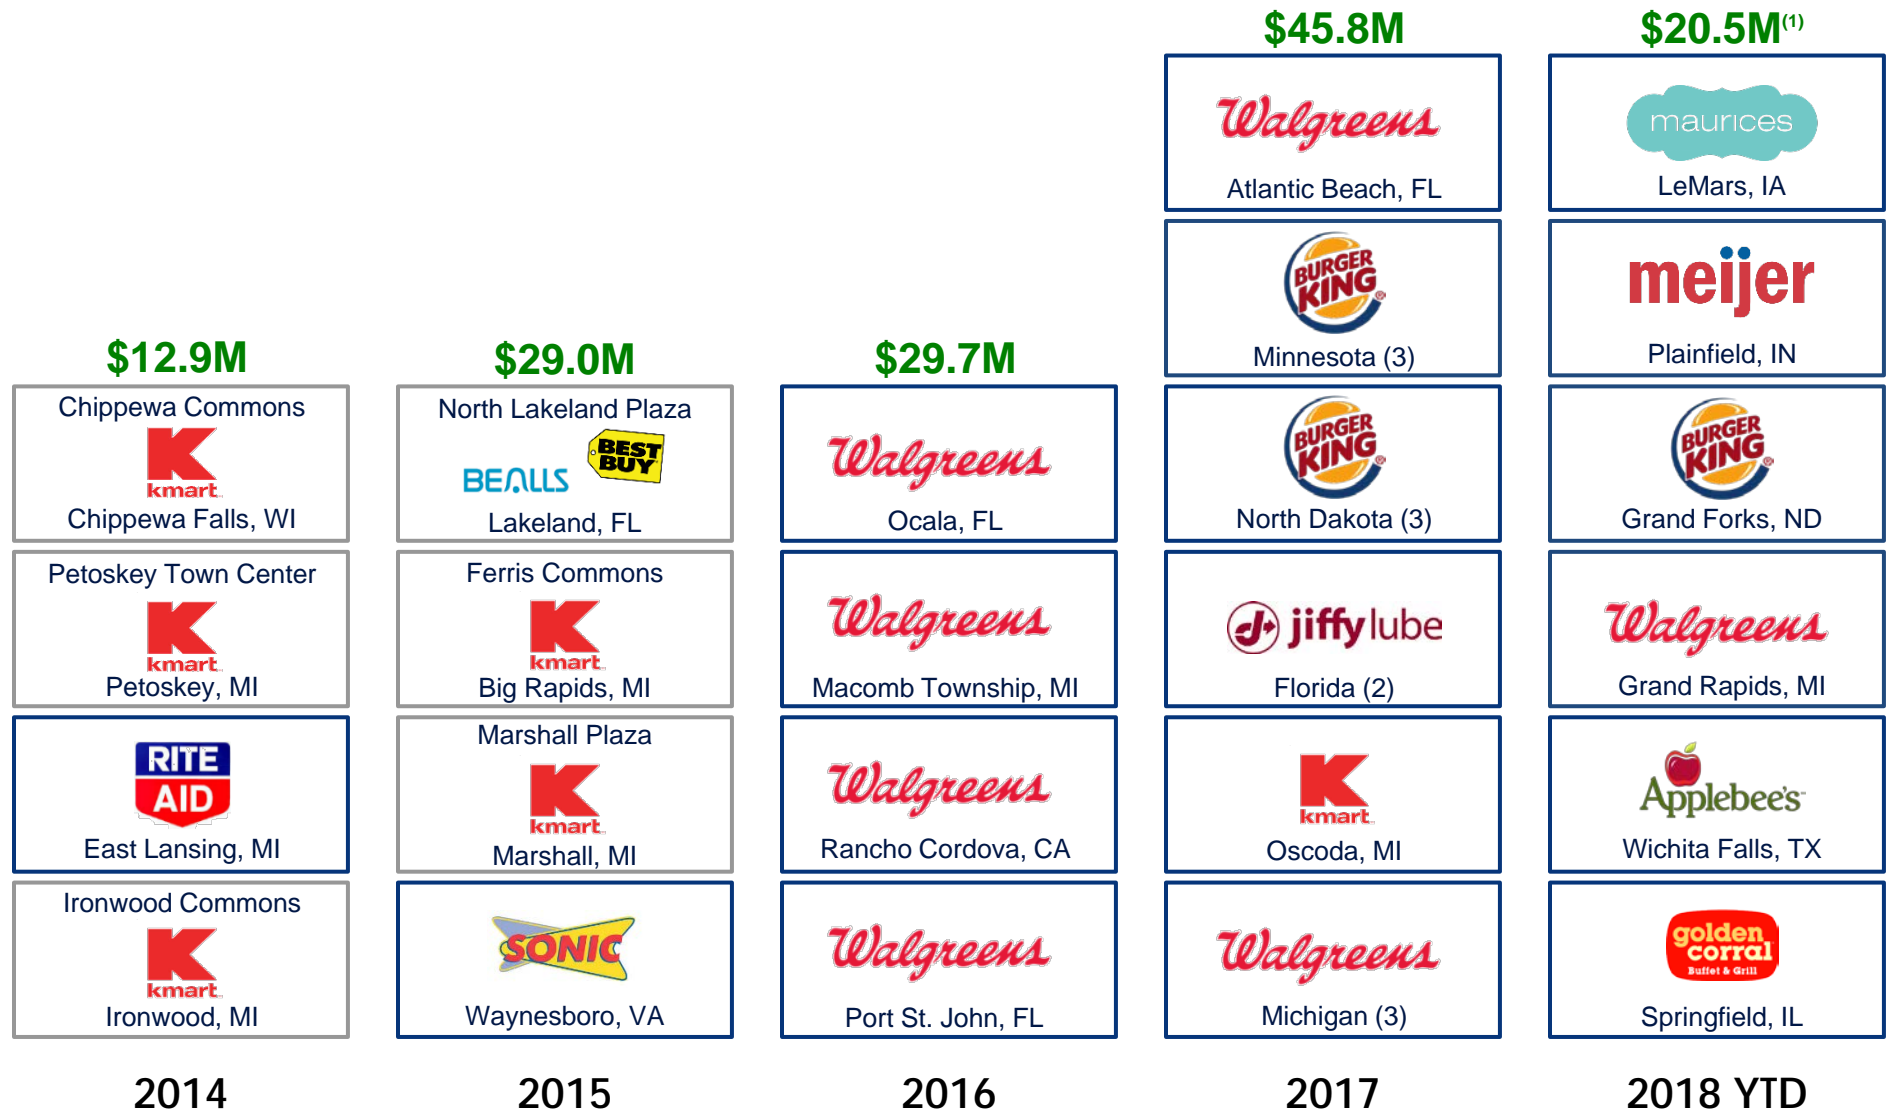 $12.9M
Chippewa Commons
K
kmart
Chippewa Falls, WI
Petoskey Town Center
K
kmart
Petoskey, MI
RITE
AID
East Lansing, MI
Ironwood Commons
K
kmart
Ironwood, MI
2014
$29.0M
North Lakeland Plaza
BEALLS
BEST
BUY
Lakeland, FL
Ferris Commons
K
kmart
Big Rapids, MI
Marshall Plaza
K
kmart
Marshall, MI
SONIC
Waynesboro, VA
2015
$29.7M
Walgreens
Ocala, FL
Walgreens
Macomb Township, MI
Walgreens
Rancho Cordova, CA
Walgreens
Port St. John, FL
2016
$45.8M
Walgreens
Atlantic Beach, FL
BURGER
KING®
Minnesota (3)
BURGER
KING®
North Dakota (3)
jiffy lube
Florida (2)
K
kmart
Oscoda, MI
Walgreens
Michigan (3)
2017
$20.5M(1)
maurices
LeMars, IA
meijer
Plainfield, IN
BURGER
KING®
Grand Forks, ND
Walgreens
Grand Rapids, MI
Applebee's
Wichita Falls, TX
golden
corral
Buffet & Grill
Springfield, IL
2018 YTD